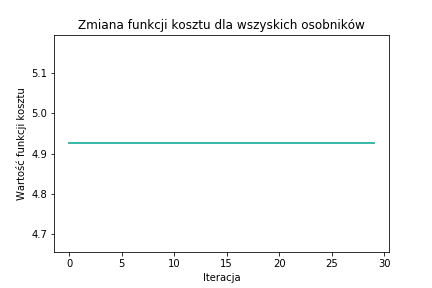 Zmiana funkcji kosztu dla wszyskich osobników
5.1
5.0
4.9
4.8
4.7
Wartość funkcji kosztu
0 5 10 15 20 25 30
Iteracja